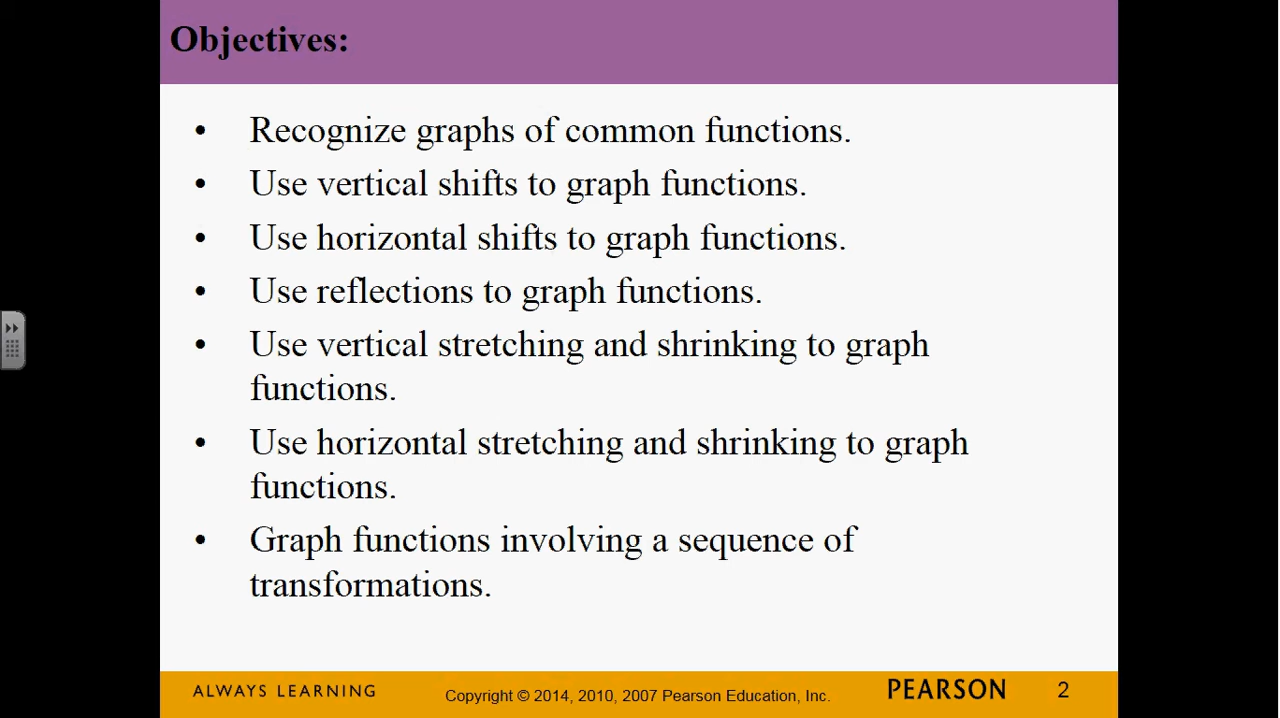 Objectives:
• Recognize graphs of common functions.
• Use vertical shifts to graph functions.
• Use horizontal shifts to graph functions.
• Use reflections to graph functions.
• Use vertical stretching and shrinking to graph
functions.
• Use horizontal stretching and shrinking to graph
functions.
• Graph functions involving a sequence of
transformations.
ALWAYS LEARNING Copyright © 2014, 2010, 2007 Pearson Education, Inc. PEARSON 2